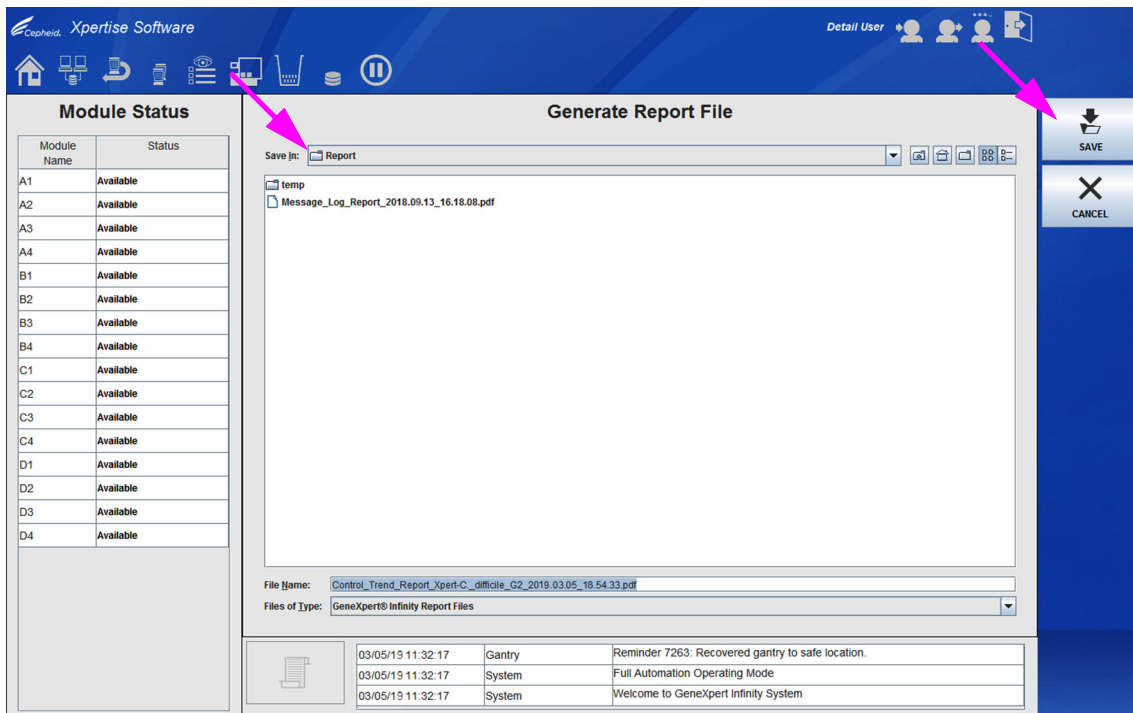 Cepheid. Xpertise Software
Detail User
Module Status
Module Name Status
A1 Available
A2 Available
A3 Available
A4 Available
B1 Available
B2 Available
B3 Available
B4 Available
C1 Available
C2 Available
C3 Available
C4 Available
D1 Available
D2 Available
D3 Available
D4 Available
Generate Report File
Save In: Report
temp
Message_Log_Report_2018.09.13_16.18.08.pdf
File Name: Control_Trend_Report_Xpert-C._difficile_G2_2019.03.05_18.54.33.pdf
Files of Type: GeneXpert® Infinity Report Files
03/05/19 11:32:17 Gantry Reminder 7263: Recovered gantry to safe location.
03/05/19 11:32:17 System Full Automation Operating Mode
03/05/19 11:32:17 System Welcome to GeneXpert Infinity System
SAVE
CANCEL